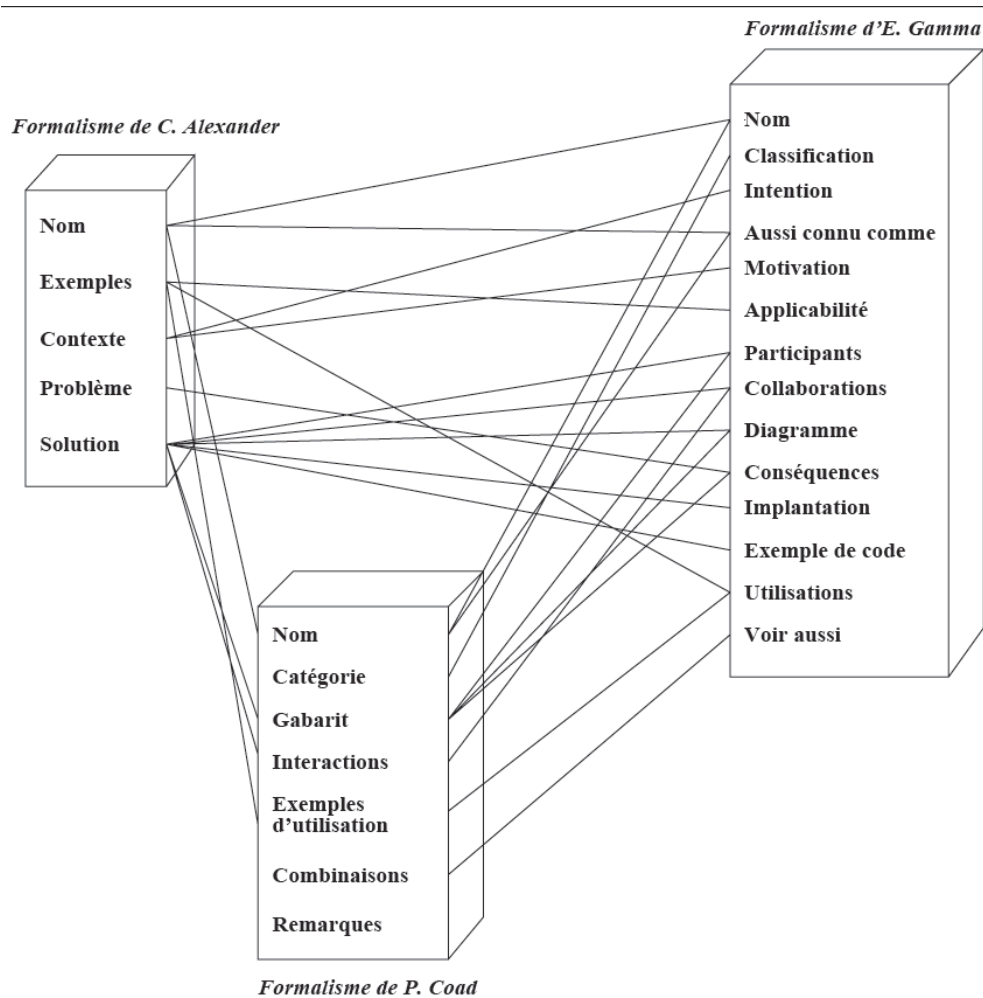 Formalisme d'E. Gamma
Formalisme de C. Alexander
Nom
Exemples
Contexte
Problème
Solution
Nom
Classification
Intention
Aussi connu comme
Motivation
Applicabilité
Participants
Collaborations
Diagramme
Conséquences
Implantation
Exemple de code
Utilisations
Voir aussi
Nom
Catégorie
Gabarit
Interactions
Exemples
d'utilisation
Combinaisons
Remarques
Formalisme de P. Coad